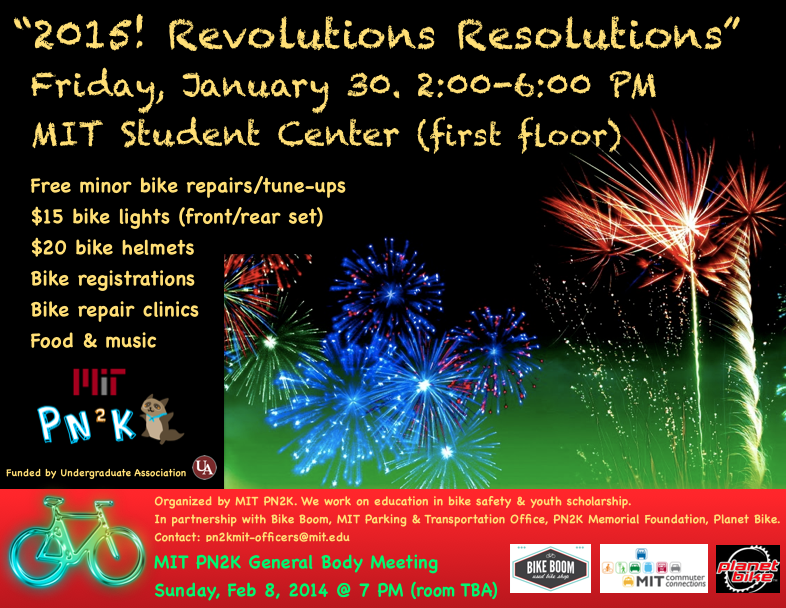 “2015! Revolutions Resolutions”
Friday, January 30. 2:00-6:00 PM
MIT Student Center (first floor)
Free minor bike repairs/tune-ups
$15 bike lights (front/rear set)
$20 bike helmets
Bike registrations
Bike repair clinics
Food & music
MIT
PN2K
Funded by Undergraduate Association
UA
Organized by MIT PN2K. We work on education in bike safety & youth scholarship.
In partnership with Bike Boom, MIT Parking & Transportation Office, PN2K Memorial Foundation, Planet Bike.
Contact: pn2kmit-officers@mit.edu
MIT PN2K General Body Meeting
Sunday, Feb 8, 2014 @ 7 PM (room TBA)
BIKE BOOM
used bike shop
MIT commuter
connections
planet
bike